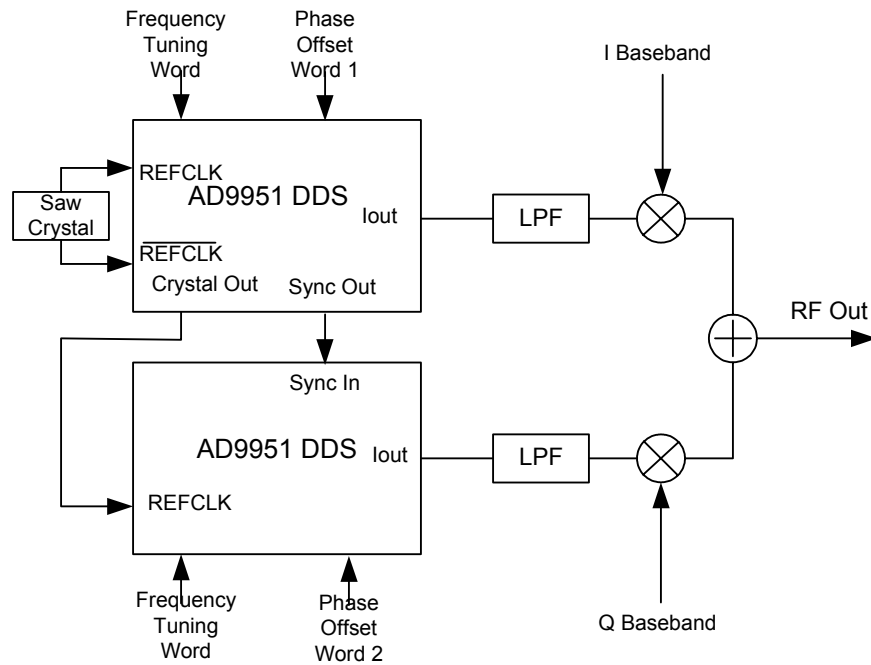 Frequency
Tuning
Word
Phase
Offset
Word 1
I Baseband
REFCLK
AD9951 DDS
Saw
Crystal
Iout
LPF
REFCLK
Crystal Out
Sync Out
RF Out
Sync In
AD9951 DDS
Iout
LPF
REFCLK
Frequency
Tuning
Word
Phase
Offset
Word 2
Q Baseband